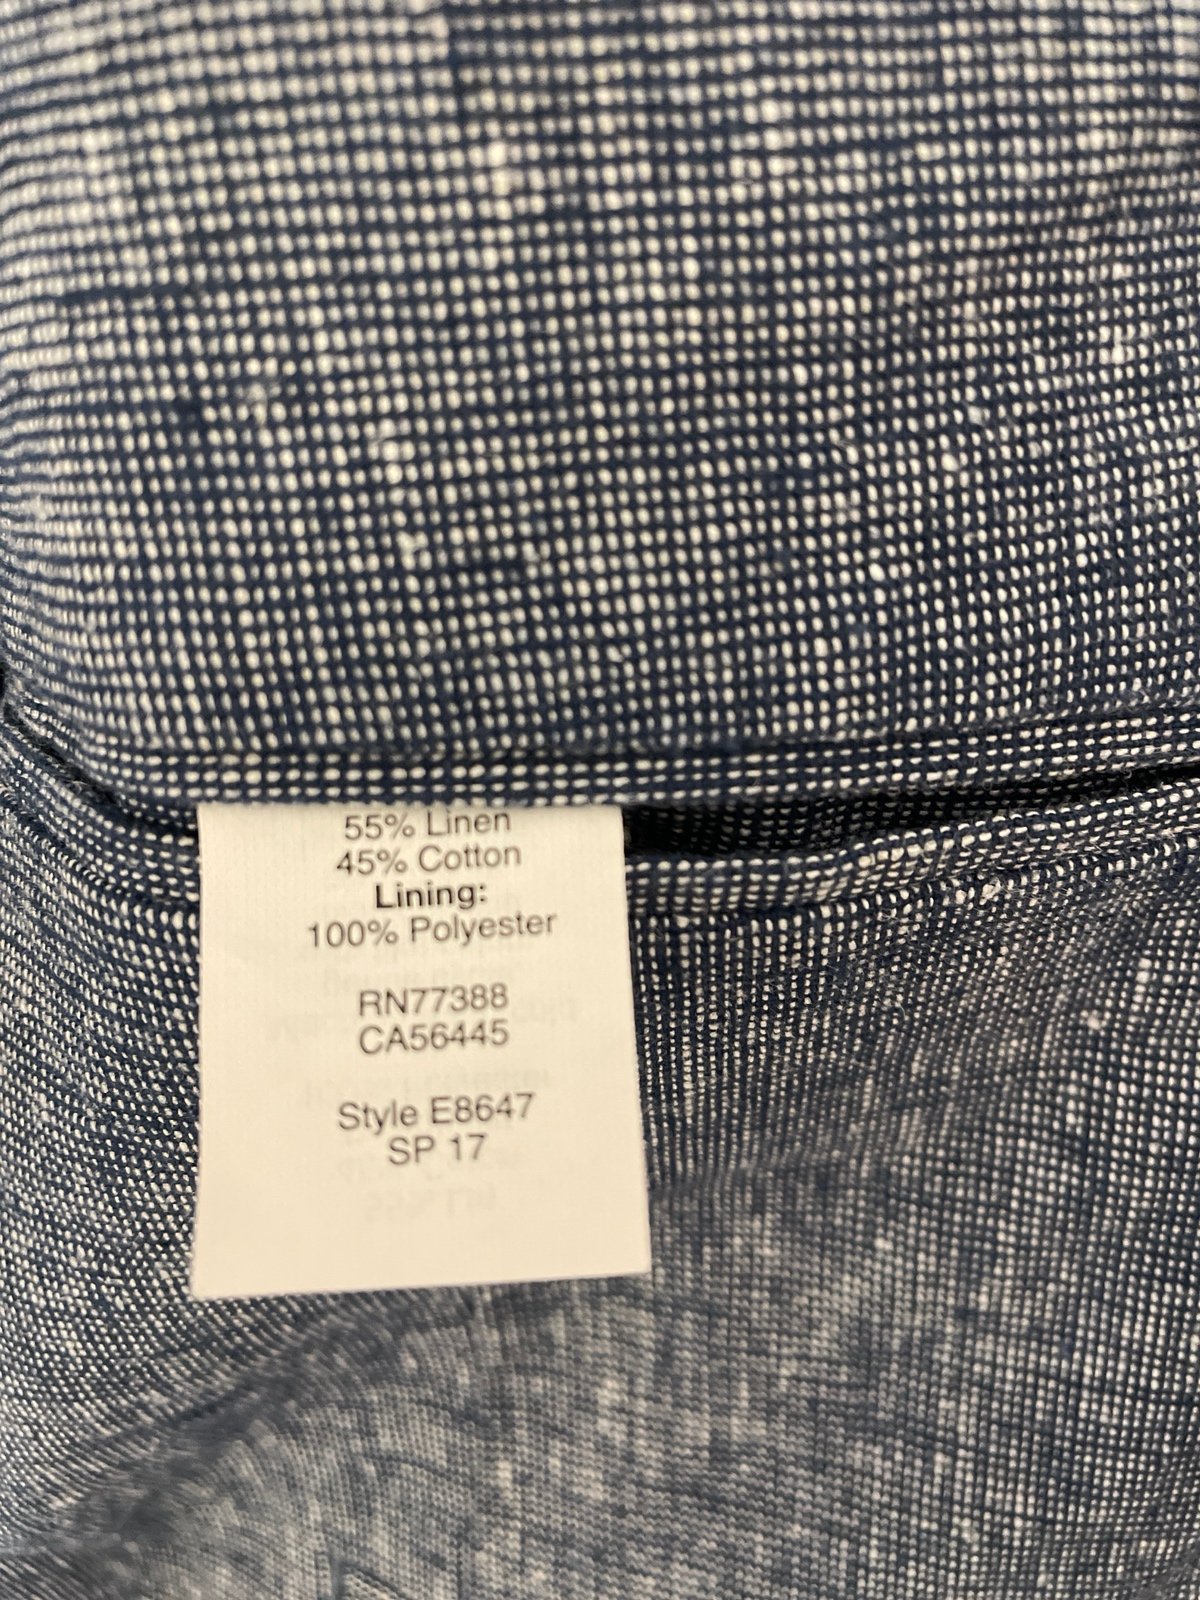 55% Linen
45% Cotton
Lining:
100% Polyester
RN77388
CA56445
Style E8647
SP 17